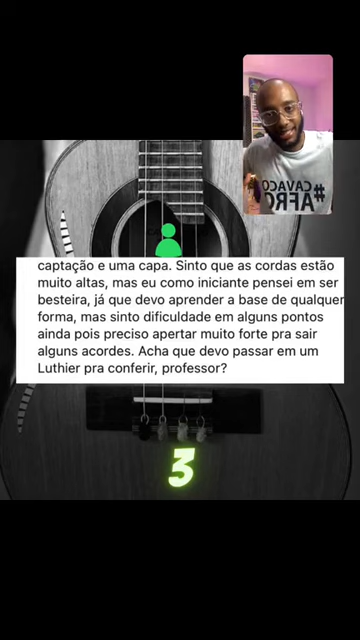 #CAVACO
AFRO
captação e uma capa. Sinto que as cordas estão
muito altas, mas eu como iniciante pensei em ser
besteira, já que devo aprender a base de qualquer
forma, mas sinto dificuldade em alguns pontos
ainda pois preciso apertar muito forte pra sair
alguns acordes. Acha que devo passar em um
Luthier pra conferir, professor?
3